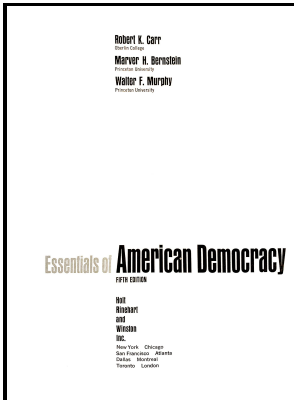 Robert K. Carr
Oberlin College
Marver H. Bernstein
Princeton University
Walter F. Murphy
Princeton University
Essentials of American Democracy
FIFTH EDITION
Holt
Rinehart
and
Winston
Inc.
New York Chicago
San Francisco Atlanta
Dallas Montreal
Toronto London